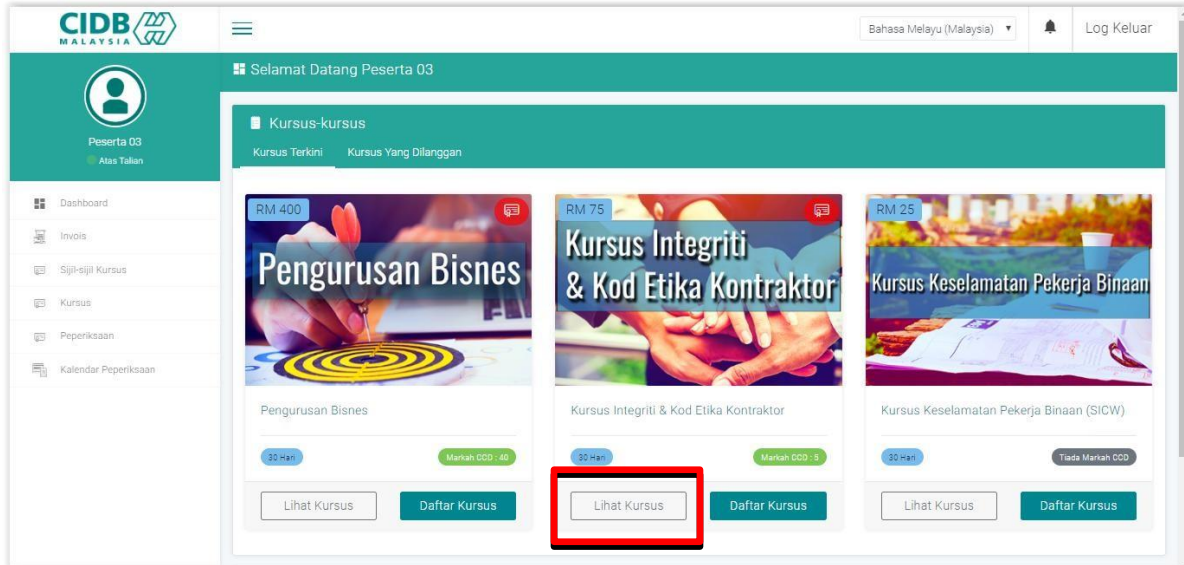 CIDB
MALAYSIA
Bahasa Melayu (Malaysia)
Log Keluar
Selamat Datang Peserta 03
Peserta 03
Atas Talian
Dashboard
Invois
Sijil-sijil Kursus
Kursus
Peperiksaan
Kalendar Peperiksaan
Kursus-kursus
Kursus Terkini Kursus Yang Dilanggan
RM 400
Pengurusan Bisnes
Pengurusan Bisnes
30 Hari Markah CCD : 40
Lihat Kursus Daftar Kursus
RM 75
Kursus Integriti
& Kod Etika Kontraktor
Kursus Integriti & Kod Etika Kontraktor
30 Hari Markah CCD : 5
Lihat Kursus Daftar Kursus
RM 25
Kursus Keselamatan Pekerja Binaan
Kursus Keselamatan Pekerja Binaan (SICW)
30 Hari Tiada Markah CCD
Lihat Kursus Daftar Kursus